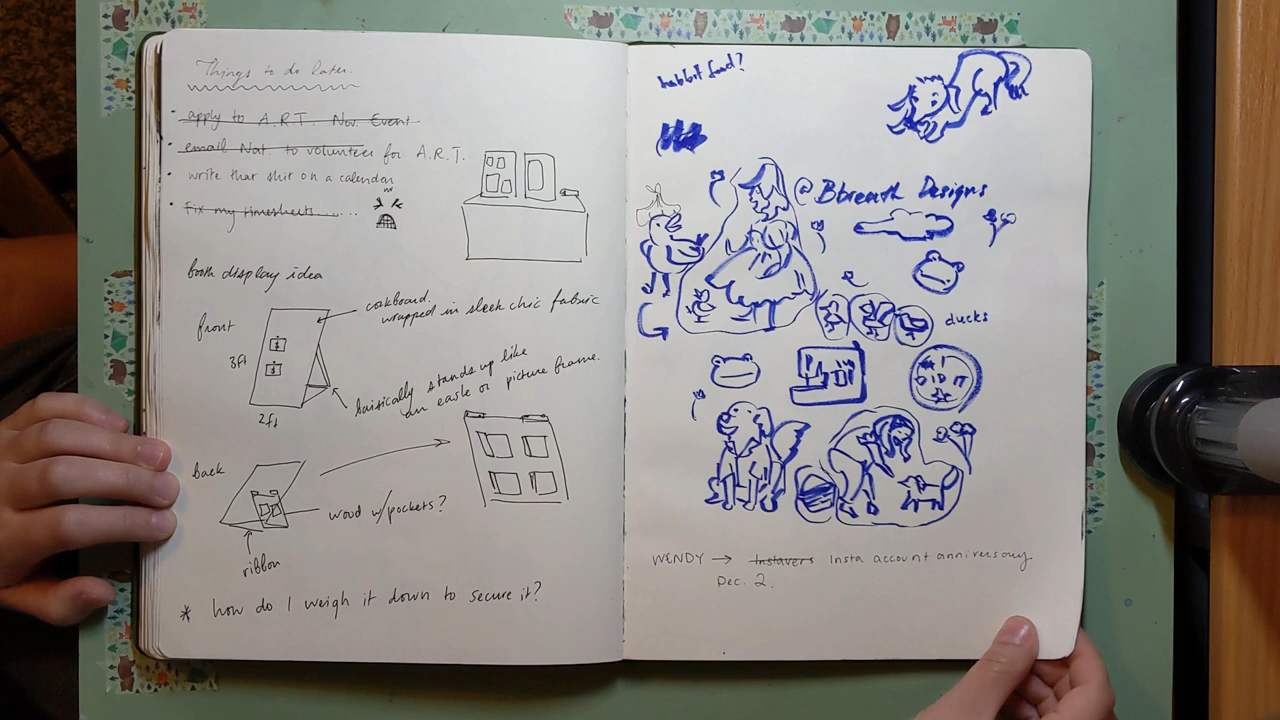 Things to do later.
• apply to A.R.T. Nov. Event
• email Nat. to volunteer for A.R.T.
• write that shit on a calendar
• Fix my timesheets......
booth display idea
front
corkboard.
wrapped in sleek chic fabric
3ft
$
$
2ft
basically stands up like
an easle or picture frame.
back
wood w/pockets?
ribbon
* how do I weigh it down to secure it?
habbit food?
@ Bbreath Designs
ducks
WENDY → Instavers Insta account anniversary
Dec. 2.